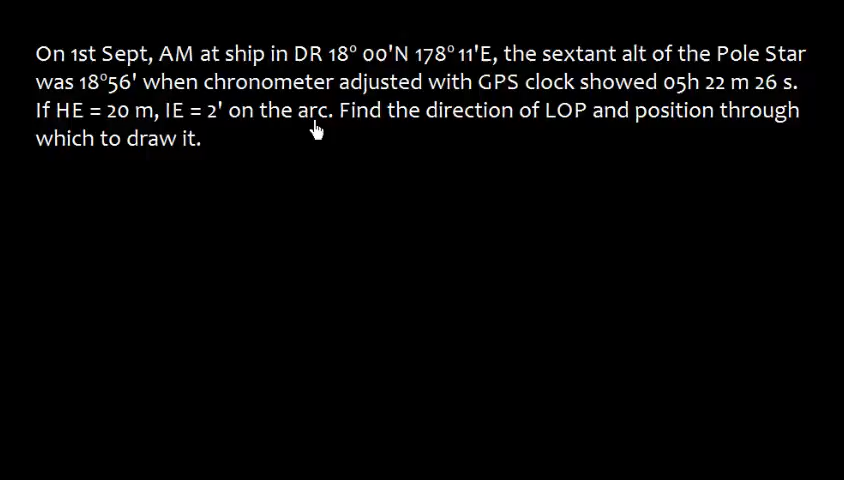 On 1st Sept, AM at ship in DR 18° 00'N 178° 11'E, the sextant alt of the Pole Star
was 18°56' when chronometer adjusted with GPS clock showed 05h 22 m 26 s.
If HE = 20 m, IE = 2' on the arc. Find the direction of LOP and position through
which to draw it.